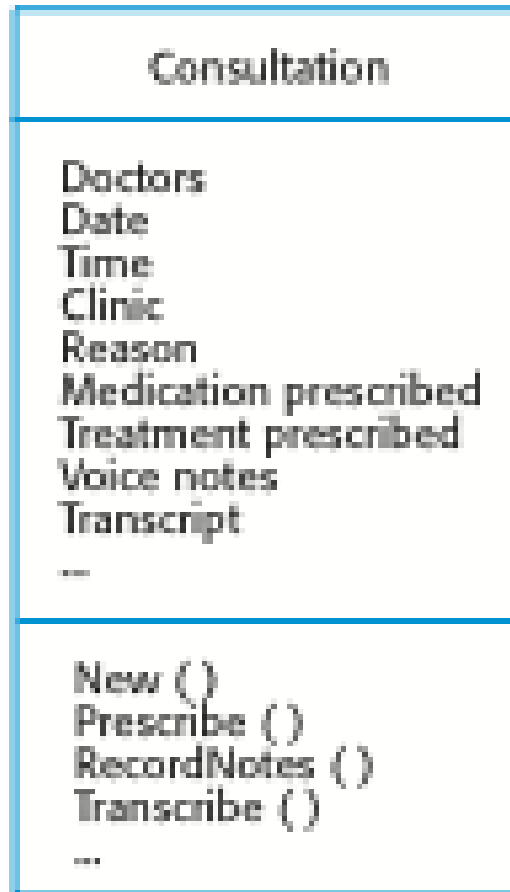 Consultation
Doctors
Date
Time
Clinic
Reason
Medication prescribed
Treatment prescribed
Voice notes
Transcript
...
New ( )
Prescribe ( )
RecordNotes ( )
Transcribe ( )
...